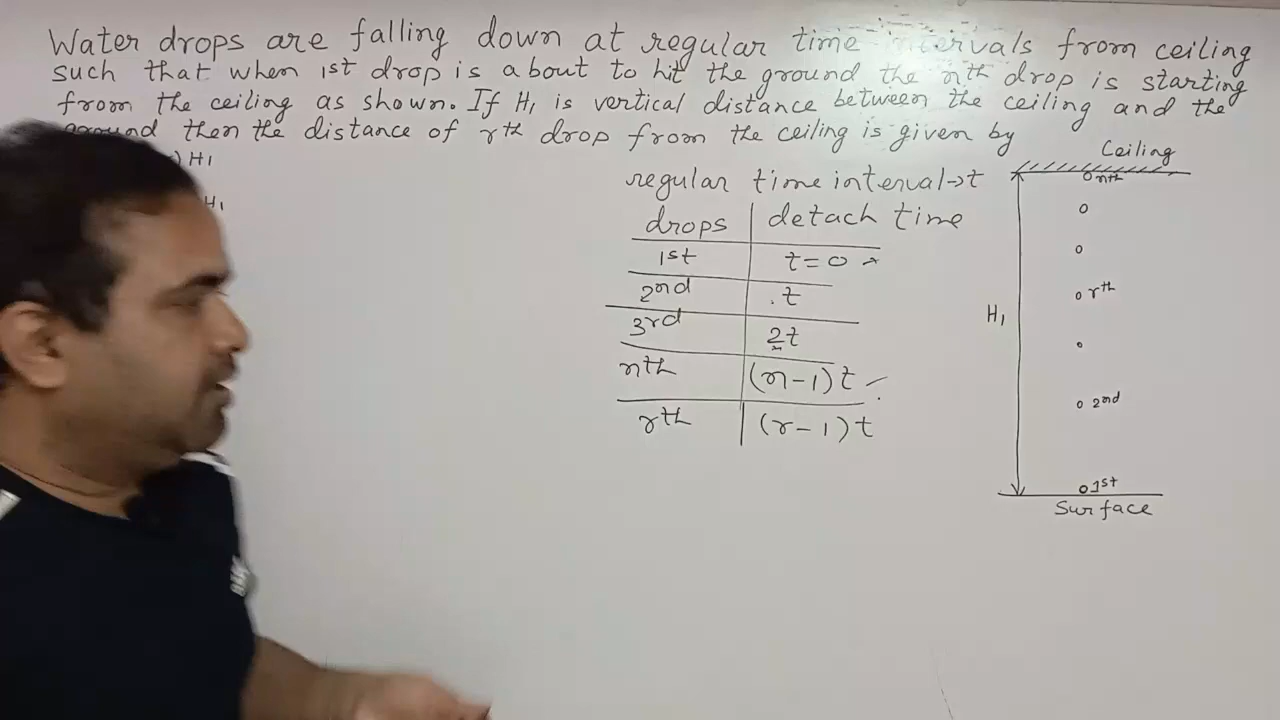 Water drops are falling down at regular time intervals from ceiling
such that when 1st drop is about to hit the ground the nth drop is starting
from the ceiling as shown. If H₁ is vertical distance between the ceiling and the
ground then the distance of rth drop from the ceiling is given by
) H₁
H₁
regular time interval → t
drops | detach time
1st | t = 0
2nd | t
3rd | 2t
nth | (n-1)t
rth | (r-1)t
Ceiling
nth
rth
H₁
2nd
1st
Surface